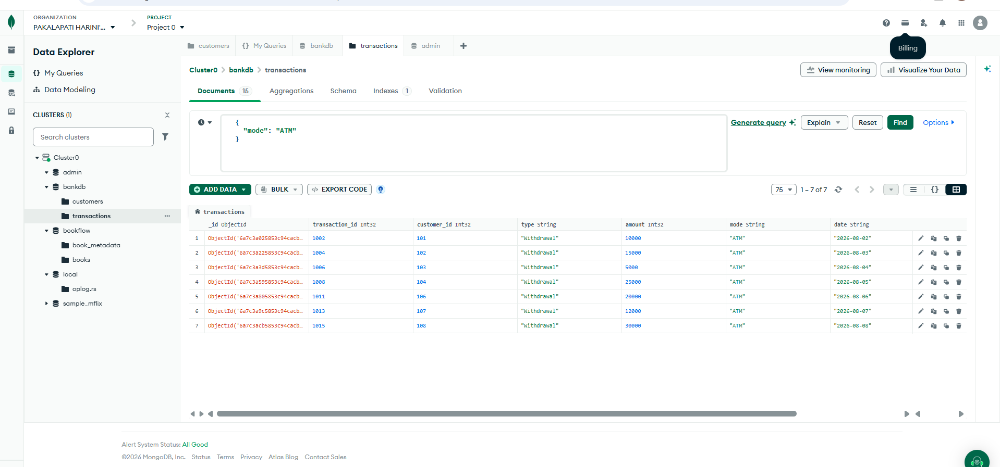 ORGANIZATION
PAKALAPATI HARINI'...
PROJECT
Project 0
Billing
Data Explorer
My Queries
Data Modeling
CLUSTERS (1)
Search clusters
Cluster0
admin
bankdb
customers
transactions
bookflow
book_metadata
books
local
oplog.rs
sample_mflix
customers {} My Queries bankdb transactions admin
Cluster0 > bankdb > transactions
View monitoring Visualize Your Data
Documents 15 Aggregations Schema Indexes 1 Validation
{
"mode": "ATM"
}
Generate query Explain Reset Find Options
ADD DATA BULK EXPORT CODE 75 1 – 7 of 7
transactions
_id ObjectId transaction_id Int32 customer_id Int32 type String amount Int32 mode String date String
1 ObjectId('6a7c3a025853c94cacb… 1002 101 "Withdrawal" 10000 "ATM" "2026-08-02"
2 ObjectId('6a7c3a225853c94cacb… 1004 102 "Withdrawal" 15000 "ATM" "2026-08-03"
3 ObjectId('6a7c3a3d5853c94cacb… 1006 103 "Withdrawal" 5000 "ATM" "2026-08-04"
4 ObjectId('6a7c3a595853c94cacb… 1008 104 "Withdrawal" 25000 "ATM" "2026-08-05"
5 ObjectId('6a7c3a805853c94cacb… 1011 106 "Withdrawal" 20000 "ATM" "2026-08-06"
6 ObjectId('6a7c3a9c5853c94cacb… 1013 107 "Withdrawal" 12000 "ATM" "2026-08-07"
7 ObjectId('6a7c3acb5853c94cacb… 1015 108 "Withdrawal" 30000 "ATM" "2026-08-08"
Alert System Status: All Good
©2026 MongoDB, Inc. Status Terms Privacy Atlas Blog Contact Sales